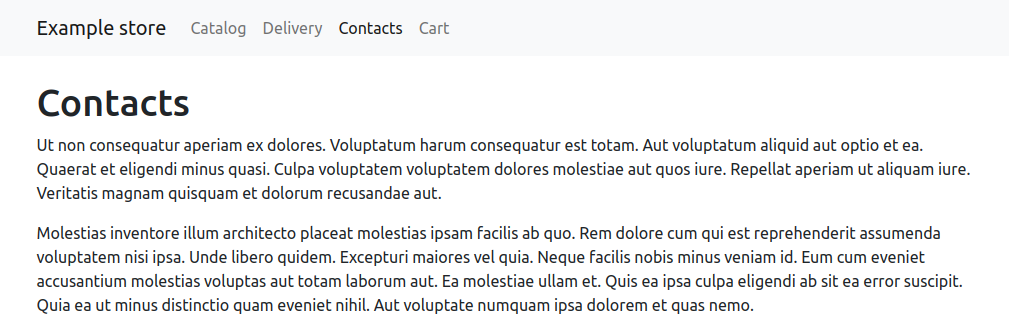 Example store Catalog Delivery Contacts Cart
Contacts
Ut non consequatur aperiam ex dolores. Voluptatum harum consequatur est totam. Aut voluptatum aliquid aut optio et ea.
Quaerat et eligendi minus quasi. Culpa voluptatem voluptatem dolores molestiae aut quos iure. Repellat aperiam ut aliquam iure.
Veritatis magnam quisquam et dolorum recusandae aut.
Molestias inventore illum architecto placeat molestias ipsam facilis ab quo. Rem dolore cum qui est reprehenderit assumenda
voluptatem nisi ipsa. Unde libero quidem. Excepturi maiores vel quia. Neque facilis nobis minus veniam id. Eum cum eveniet
accusantium molestias voluptas aut totam laborum aut. Ea molestiae ullam et. Quis ea ipsa culpa eligendi ab sit ea error suscipit.
Quia ea ut minus distinctio quam eveniet nihil. Aut voluptate numquam ipsa dolorem et quas nemo.